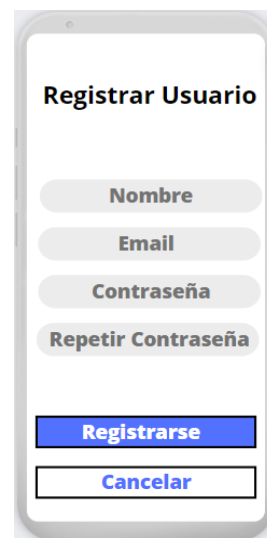 Registrar Usuario
Nombre
Email
Contraseña
Repetir Contraseña
Registrarse
Cancelar